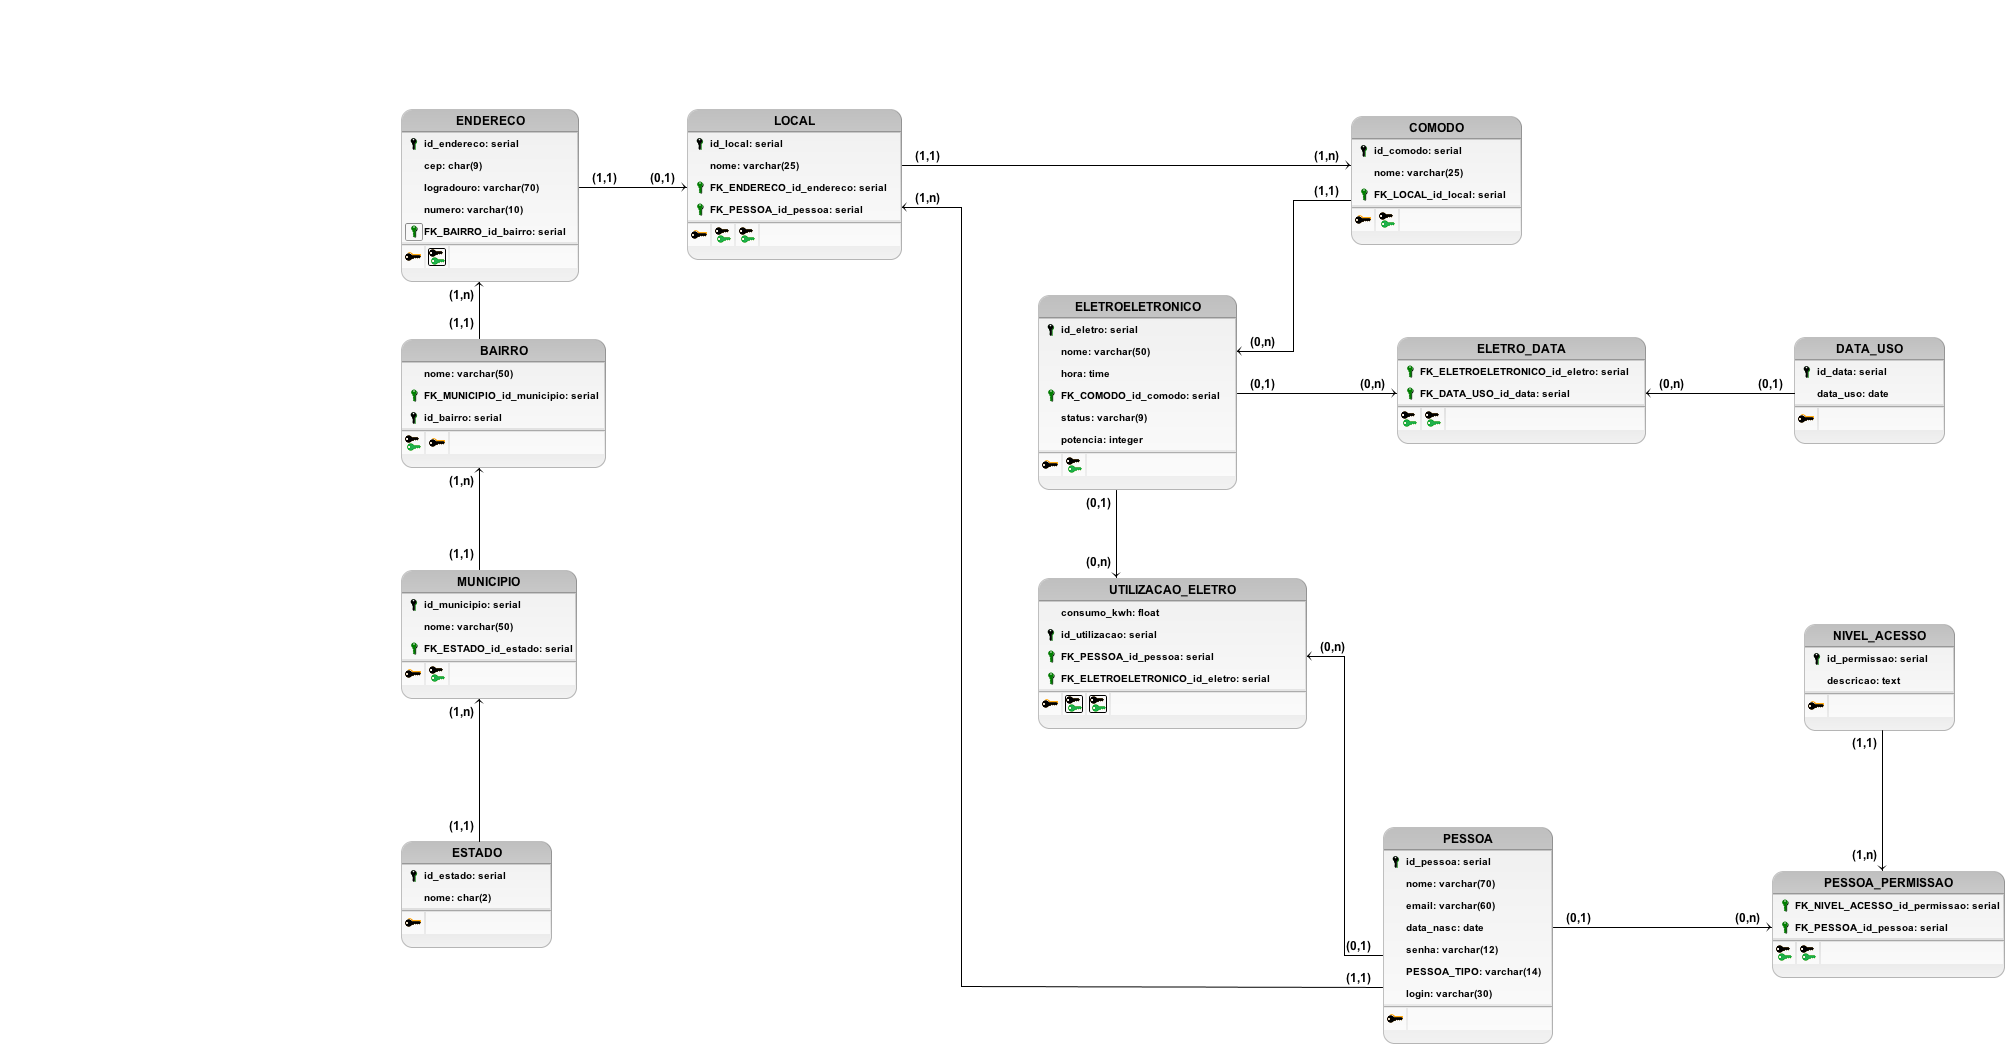 ENDERECO
id_endereco: serial
cep: char(9)
logradouro: varchar(70)
numero: varchar(10)
FK_BAIRRO_id_bairro: serial
(1,1)
(0,1)
LOCAL
id_local: serial
nome: varchar(25)
FK_ENDERECO_id_endereco: serial
FK_PESSOA_id_pessoa: serial
(1,1)
(1,n)
(1,n)
COMODO
id_comodo: serial
nome: varchar(25)
FK_LOCAL_id_local: serial
(1,1)
(1,n)
(1,1)
BAIRRO
nome: varchar(50)
FK_MUNICIPIO_id_municipio: serial
id_bairro: serial
(1,n)
(1,1)
ELETROELETRONICO
id_eletro: serial
nome: varchar(50)
hora: time
FK_COMODO_id_comodo: serial
status: varchar(9)
potencia: integer
(0,n)
(0,1)
(0,n)
ELETRO_DATA
FK_ELETROELETRONICO_id_eletro: serial
FK_DATA_USO_id_data: serial
(0,n)
(0,1)
DATA_USO
id_data: serial
data_uso: date
(0,1)
(0,n)
MUNICIPIO
id_municipio: serial
nome: varchar(50)
FK_ESTADO_id_estado: serial
(1,n)
(1,1)
UTILIZACAO_ELETRO
consumo_kwh: float
id_utilizacao: serial
FK_PESSOA_id_pessoa: serial
FK_ELETROELETRONICO_id_eletro: serial
(0,n)
NIVEL_ACESSO
id_permissao: serial
descricao: text
(1,1)
(1,n)
ESTADO
id_estado: serial
nome: char(2)
PESSOA
id_pessoa: serial
nome: varchar(70)
email: varchar(60)
data_nasc: date
senha: varchar(12)
PESSOA_TIPO: varchar(14)
login: varchar(30)
(0,1)
(1,1)
(0,1)
(0,n)
PESSOA_PERMISSAO
FK_NIVEL_ACESSO_id_permissao: serial
FK_PESSOA_id_pessoa: serial